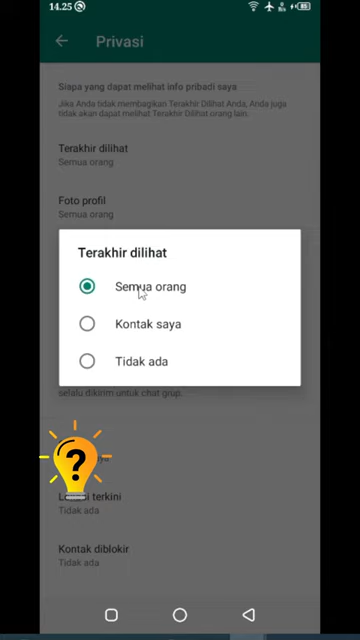 14.25
85
Privasi
Siapa yang dapat melihat info pribadi saya
Jika Anda tidak membagikan Terakhir Dilihat Anda, Anda juga
tidak akan dapat melihat Terakhir Dilihat orang lain.
Terakhir dilihat
Semua orang
Foto profil
Semua orang
Terakhir dilihat
Semua orang
Kontak saya
Tidak ada
selalu dikirim untuk chat grup.
?
terkini
Tidak ada
Kontak diblokir
Tidak ada